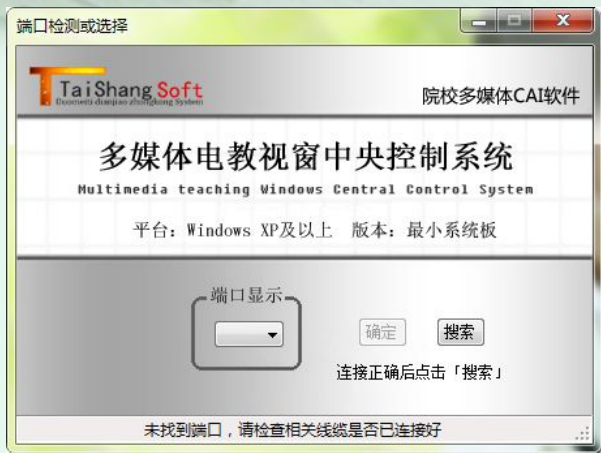 端口检测或选择
TaiShang Soft
Duomeiti dianjiao zhongkong System
院校多媒体CAI软件
多媒体电教视窗中央控制系统
Multimedia teaching Windows Central Control System
平台：Windows XP及以上 版本：最小系统板
端口显示
确定 搜索
连接正确后点击「搜索」
未找到端口，请检查相关线缆是否已连接好